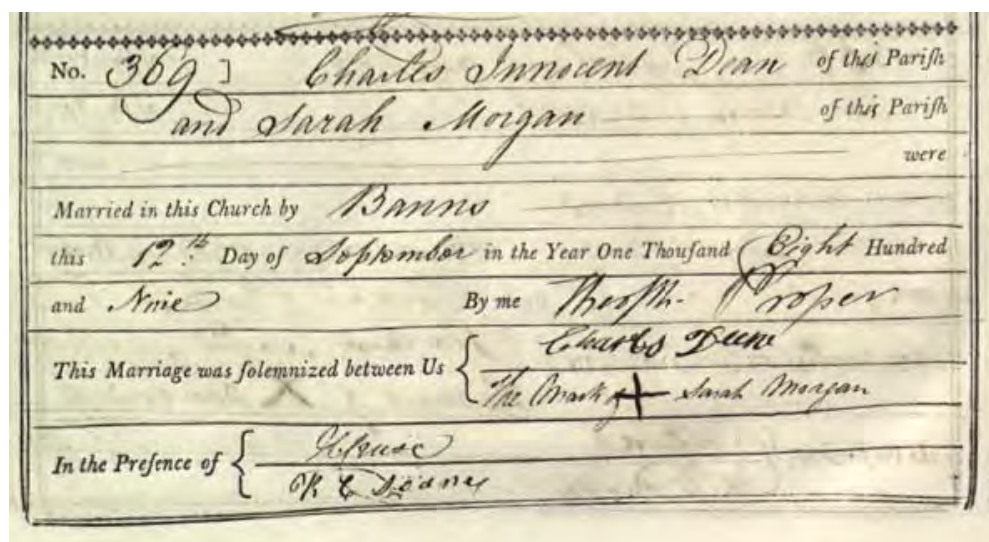 No. 369 ] Charles Innocent Dean of this Pariſh
and Sarah Morgan of this Pariſh
were
Married in this Church by Banns
this 12th. Day of September in the Year One Thouſand Eight Hundred
and Nine By me Theoph. Proper
This Marriage was ſolemnized between Us { Charles Deen
The Mark of + Sarah Morgan
In the Preſence of {